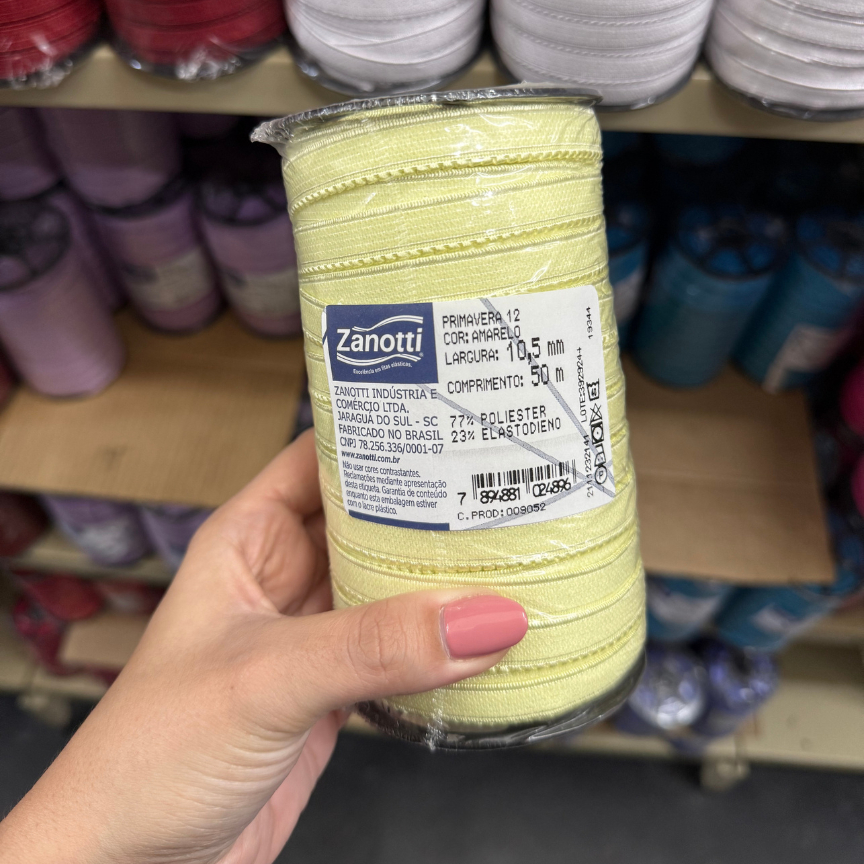 Zanotti
Excelência em fitas elásticas.
ZANOTTI INDÚSTRIA E
COMÉRCIO LTDA.
JARAGUÁ DO SUL - SC
FABRICADO NO BRASIL
CNPJ 78.256.336/0001-07
www.zanotti.com.br
Não usar cores contrastantes.
Reclamações mediante apresentação
desta etiqueta. Garantia de conteúdo
enquanto esta embalagem estiver
com o lacre plástico.
PRIMAVERA 12
COR: AMARELO
LARGURA: 10,5 mm
COMPRIMENTO: 50 m
77% POLIESTER
23% ELASTODIENO
7 894881 024896
C.PROD: 009052
LOTE:392924+
19344